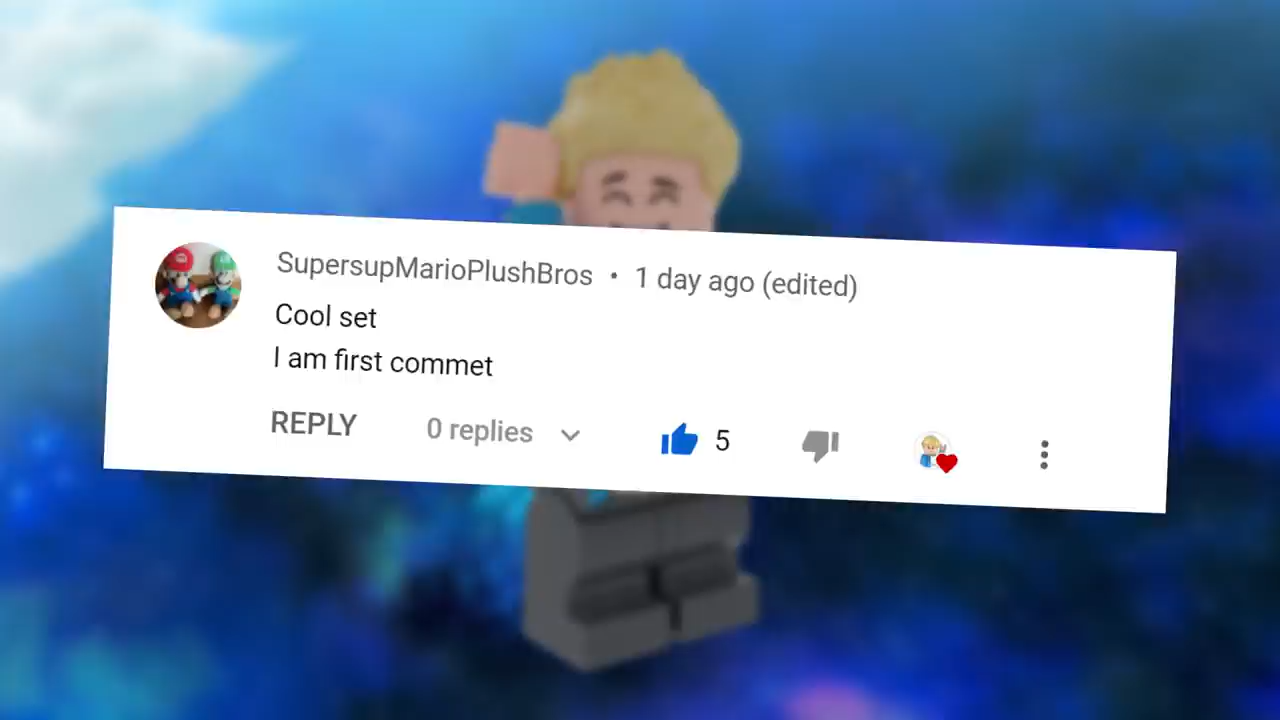 SupersupMarioPlushBros • 1 day ago (edited)
Cool set
I am first commet
REPLY 0 replies 5